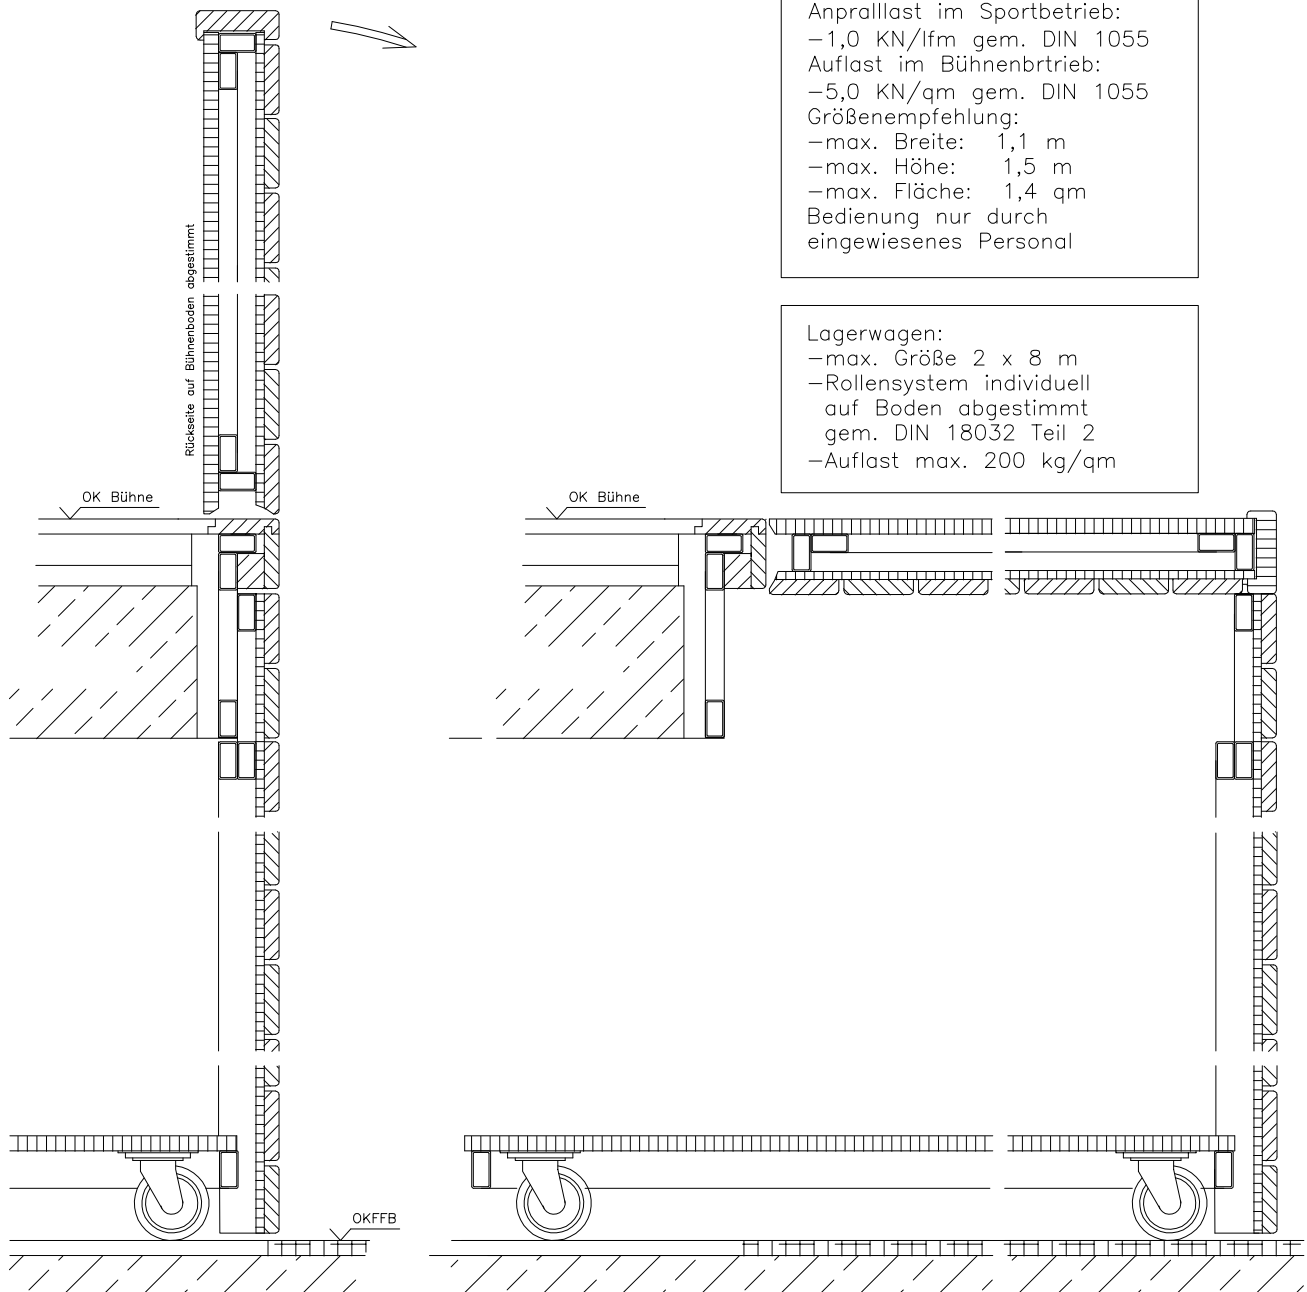 Anpralllast im Sportbetrieb:
-1,0 KN/lfm gem. DIN 1055
Auflast im Bühnenbrtrieb:
-5,0 KN/qm gem. DIN 1055
Größenempfehlung:
-max. Breite: 1,1 m
-max. Höhe: 1,5 m
-max. Fläche: 1,4 qm
Bedienung nur durch
eingewiesenes Personal
Lagerwagen:
-max. Größe 2 x 8 m
-Rollensystem individuell
auf Boden abgestimmt
gem. DIN 18032 Teil 2
-Auflast max. 200 kg/qm
Rückseite auf Bühnenboden abgestimmt
OK Bühne
OK Bühne
OKFFB